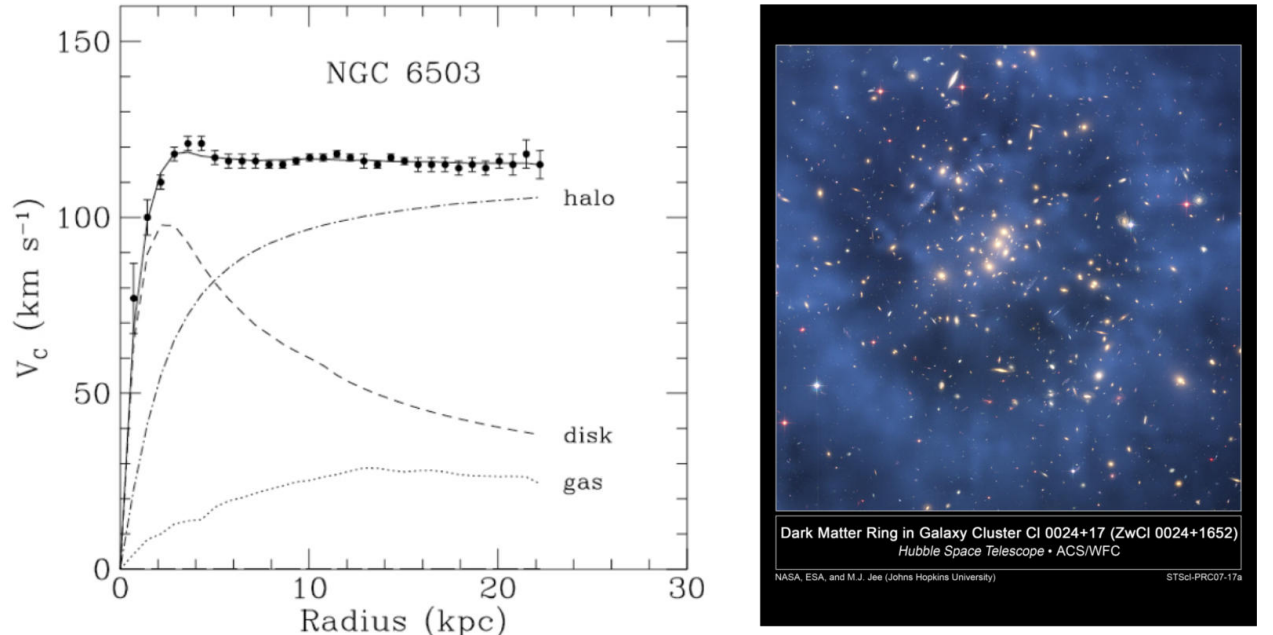 150
NGC 6503
100
halo
V_C (km s⁻¹)
50
disk
gas
0
0
10
20
30
Radius (kpc)
Dark Matter Ring in Galaxy Cluster Cl 0024+17 (ZwCl 0024+1652)
Hubble Space Telescope • ACS/WFC
NASA, ESA, and M.J. Jee (Johns Hopkins University)
STScI-PRC07-17a